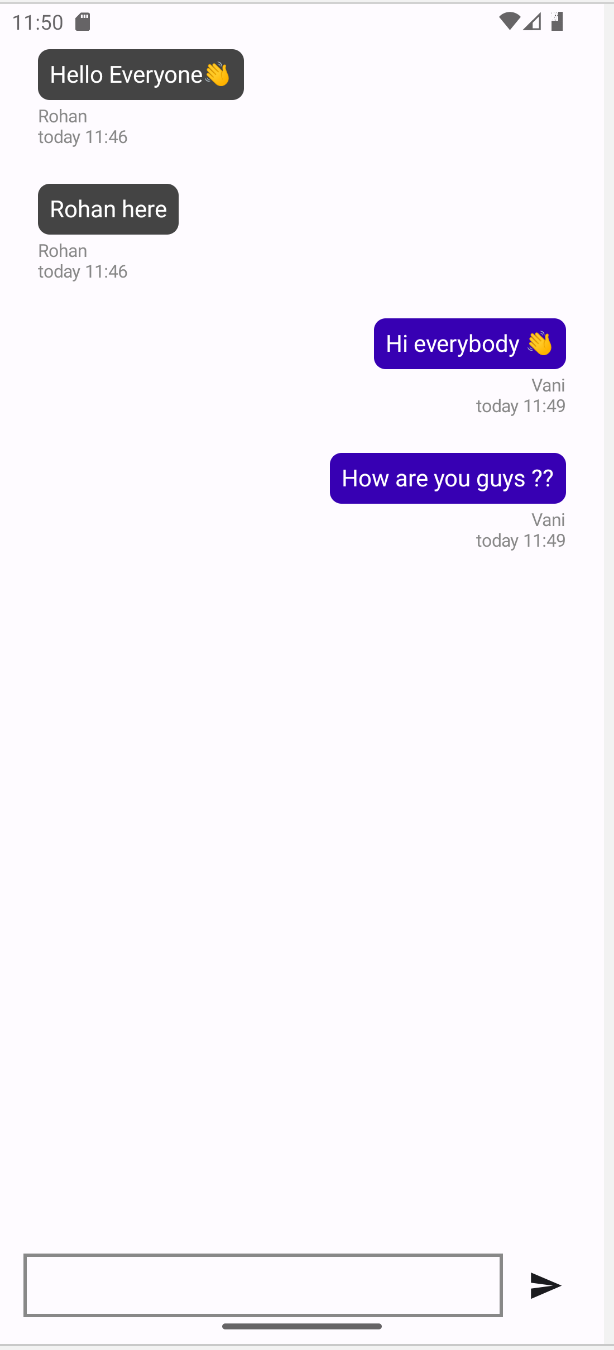 11:50
Hello Everyone👋
Rohan
today 11:46
Rohan here
Rohan
today 11:46
Hi everybody 👋
Vani
today 11:49
How are you guys ??
Vani
today 11:49